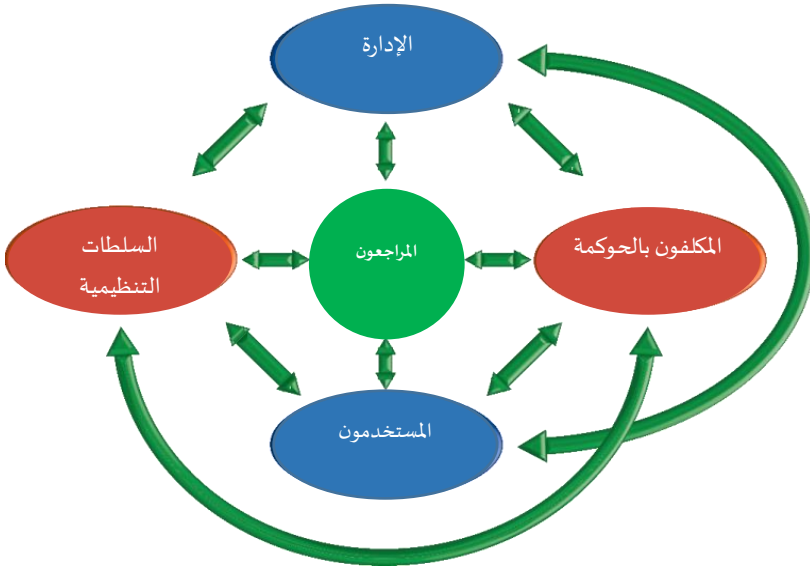 الإدارة
المكلفون بالحوكمة
المراجعون
السلطات
التنظيمية
المستخدمون